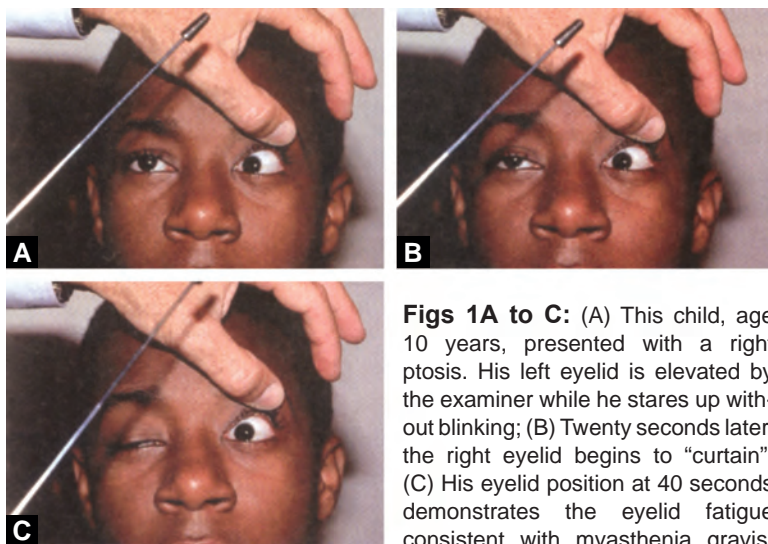 A
B
C
Figs 1A to C: (A) This child, age
10 years, presented with a right
ptosis. His left eyelid is elevated by
the examiner while he stares up with-
out blinking; (B) Twenty seconds later
the right eyelid begins to “curtain”
(C) His eyelid position at 40 seconds
demonstrates the eyelid fatigue
consistent with myasthenia gravis